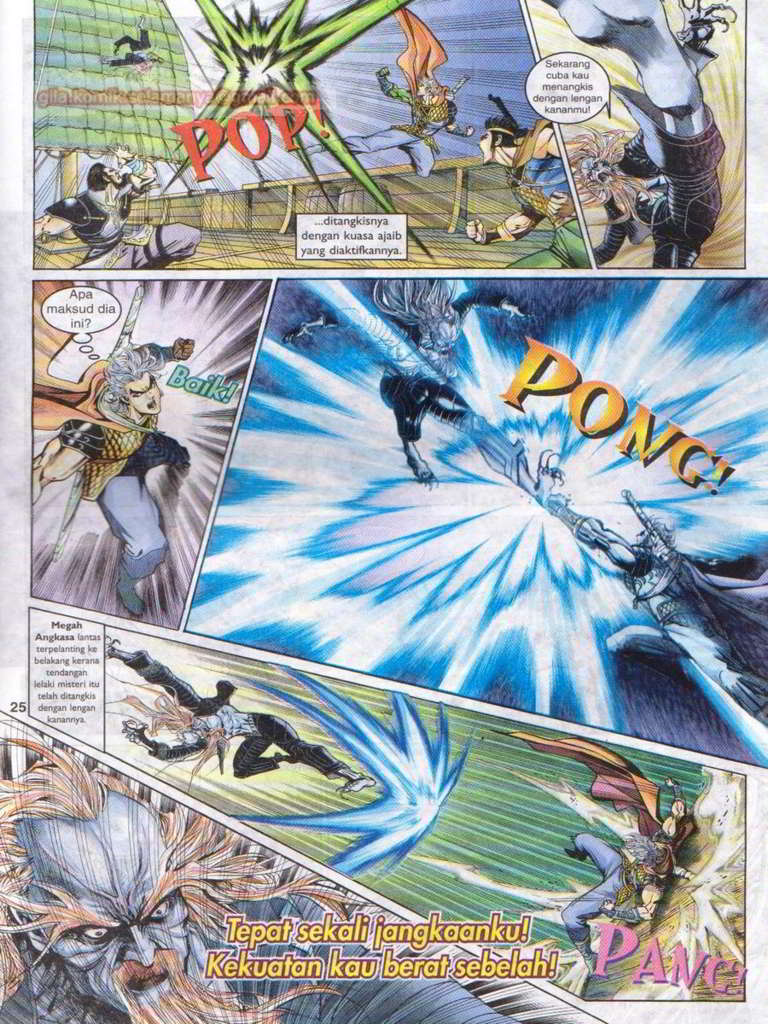 POP!
...ditangkisnya
dengan kuasa ajaib
yang diaktifkannya.
Sekarang
cuba kau
menangkis
dengan lengan
kananmu!
Apa
maksud dia
ini?
Baik!
PONG!
Megah
Angkasa lantas
terpelanting ke
belakang kerana
tendangan
lelaki misteri itu
telah ditangkis
dengan lengan
kanannya.
25
Tepat sekali jangkaanku!
Kekuatan kau berat sebelah!
PANG!